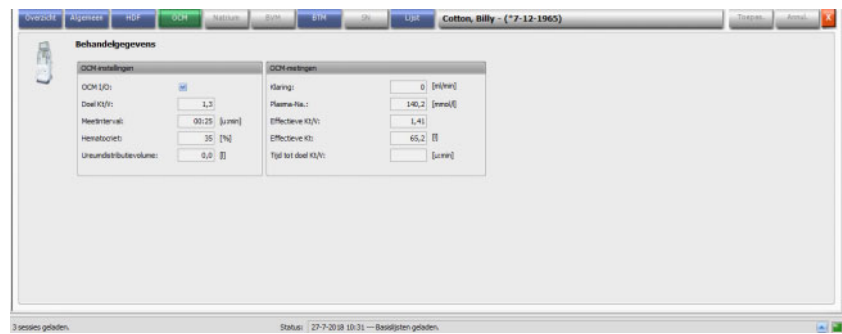 Overzicht Algemeen HDF OCM Natrium BVM BTM SN Lijst Cotton, Billy - (*7-12-1965) Toepas. Annul. X
Behandelgegevens
OCM-instellingen OCM-metingen
OCM I/O: Klaring: 0 [ml/min]
Doel Kt/V: 1,3 Plasma-Na.: 140,2 [mmol/l]
Meetinterval: 00:25 [u:min] Effectieve Kt/V: 1,41
Hematocriet: 35 [%] Effectieve Kt: 65,2 [l]
Ureumdistributievolume: 0,0 [l] Tijd tot doel Kt/V: [u:min]
3 sessies geladen. Status: 27-7-2018 10:31 --- Basislijsten geladen.